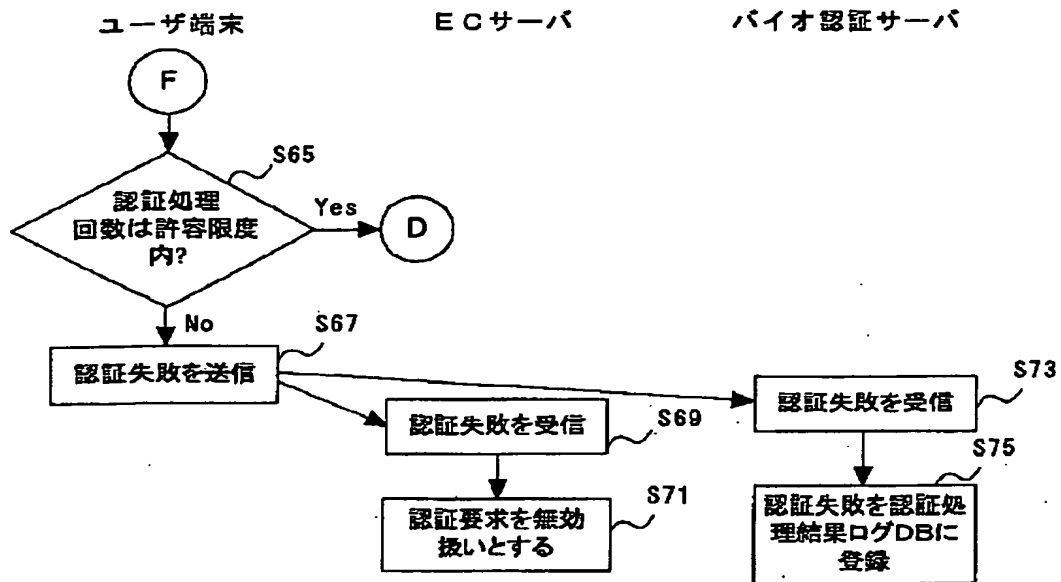 ユーザ端末
ECサーバ
バイオ認証サーバ
F
S65
認証処理
回数は許容限度
内?
Yes
D
No
S67
認証失敗を送信
S73
認証失敗を受信
S69
認証失敗を受信
S75
S71
認証要求を無効
扱いとする
認証失敗を認証処
理結果ログDBに
登録